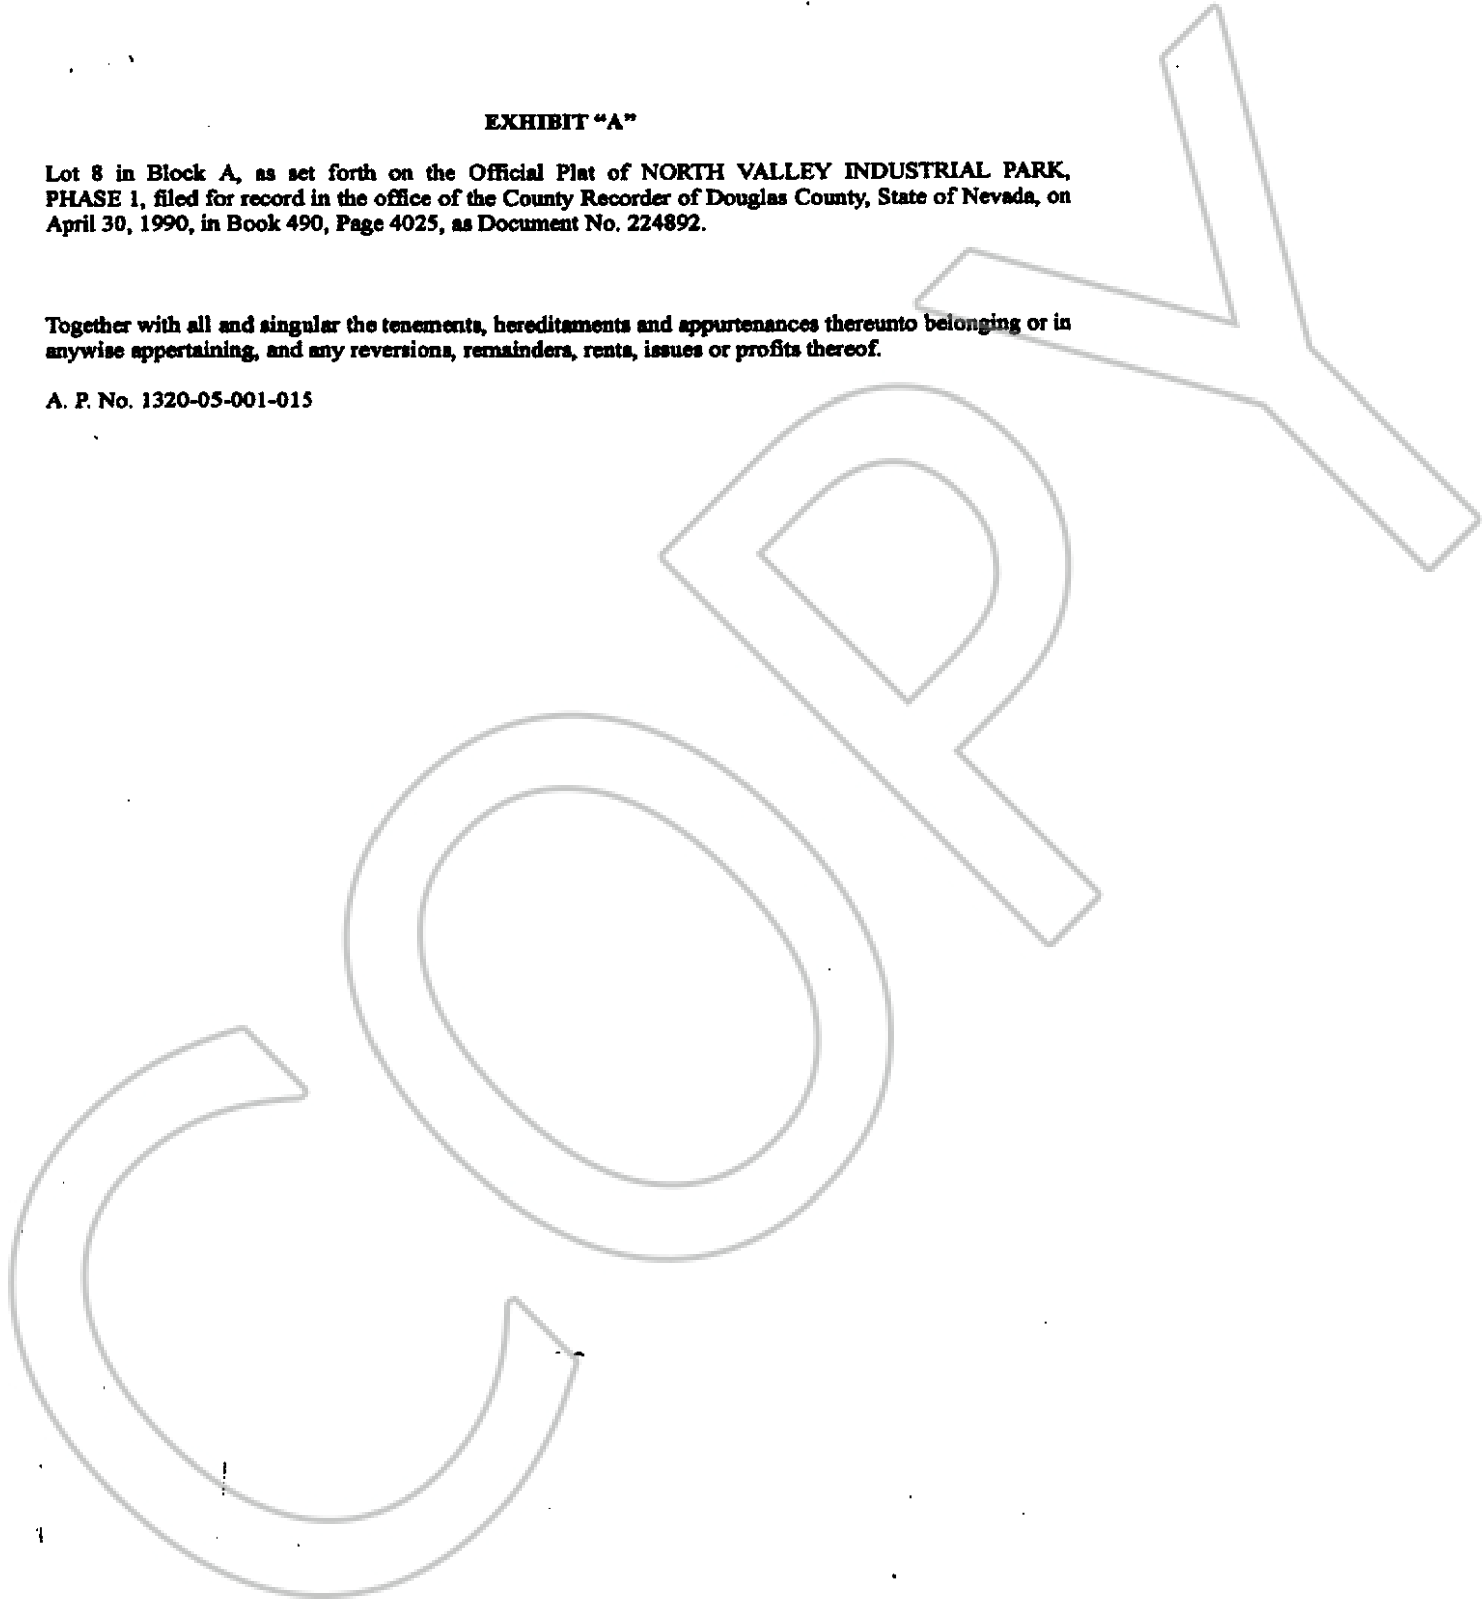 EXHIBIT “A”
Lot 8 in Block A, as set forth on the Official Plat of NORTH VALLEY INDUSTRIAL PARK,
PHASE 1, filed for record in the office of the County Recorder of Douglas County, State of Nevada, on
April 30, 1990, in Book 490, Page 4025, as Document No. 224892.
Together with all and singular the tenements, hereditaments and appurtenances thereunto belonging or in
anywise appertaining, and any reversions, remainders, rents, issues or profits thereof.
A. P. No. 1320-05-001-015
COPY